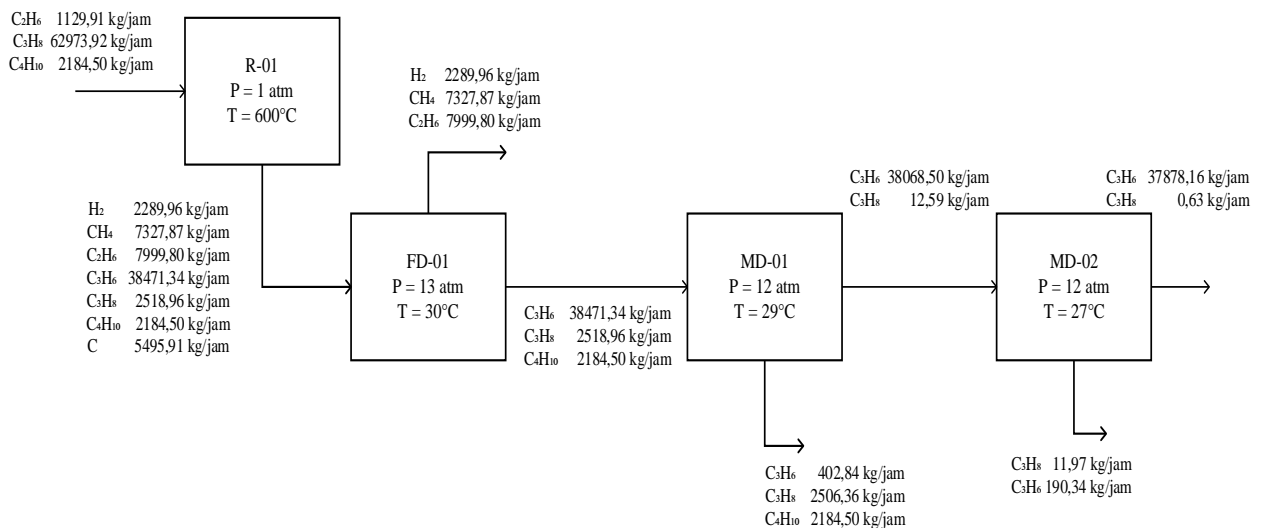 C₂H₆ 1129,91 kg/jam
C₃H₈ 62973,92 kg/jam
C₄H₁₀ 2184,50 kg/jam
R-01
P = 1 atm
T = 600°C
H₂ 2289,96 kg/jam
CH₄ 7327,87 kg/jam
C₂H₆ 7999,80 kg/jam
H₂ 2289,96 kg/jam
CH₄ 7327,87 kg/jam
C₂H₆ 7999,80 kg/jam
C₃H₆ 38471,34 kg/jam
C₃H₈ 2518,96 kg/jam
C₄H₁₀ 2184,50 kg/jam
C 5495,91 kg/jam
FD-01
P = 13 atm
T = 30°C
C₃H₆ 38471,34 kg/jam
C₃H₈ 2518,96 kg/jam
C₄H₁₀ 2184,50 kg/jam
MD-01
P = 12 atm
T = 29°C
C₃H₆ 402,84 kg/jam
C₃H₈ 2506,36 kg/jam
C₄H₁₀ 2184,50 kg/jam
C₃H₆ 38068,50 kg/jam
C₃H₈ 12,59 kg/jam
MD-02
P = 12 atm
T = 27°C
C₃H₆ 37878,16 kg/jam
C₃H₈ 0,63 kg/jam
C₃H₈ 11,97 kg/jam
C₃H₆ 190,34 kg/jam